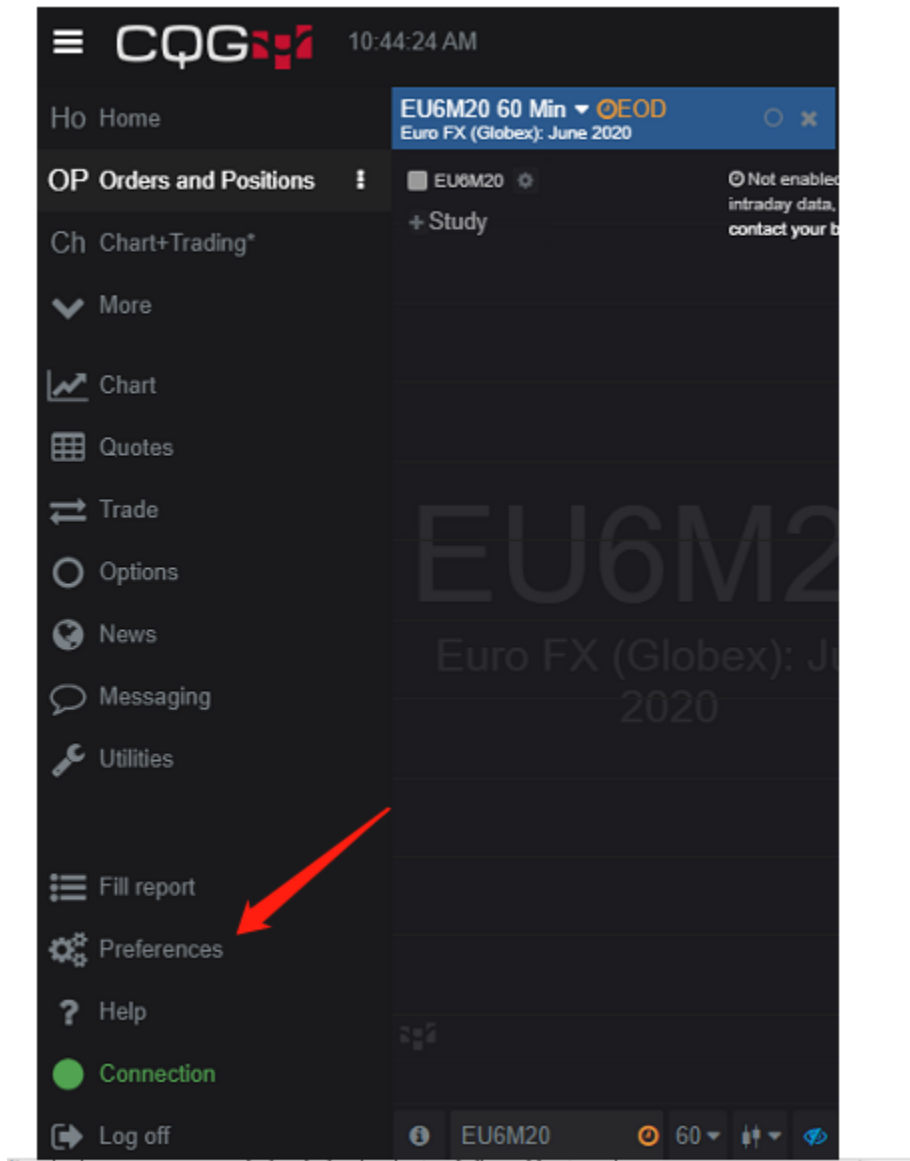 CQG 10:44:24 AM
Ho Home
OP Orders and Positions
Ch Chart+Trading*
More
Chart
Quotes
Trade
Options
News
Messaging
Utilities
Fill report
Preferences
? Help
Connection
Log off
EU6M20 60 Min EOD
Euro FX (Globex): June 2020
EU6M20
+ Study
Not enabled
intraday data,
contact your b
EU6M2
Euro FX (Globex): Ju
2020
EU6M20 60